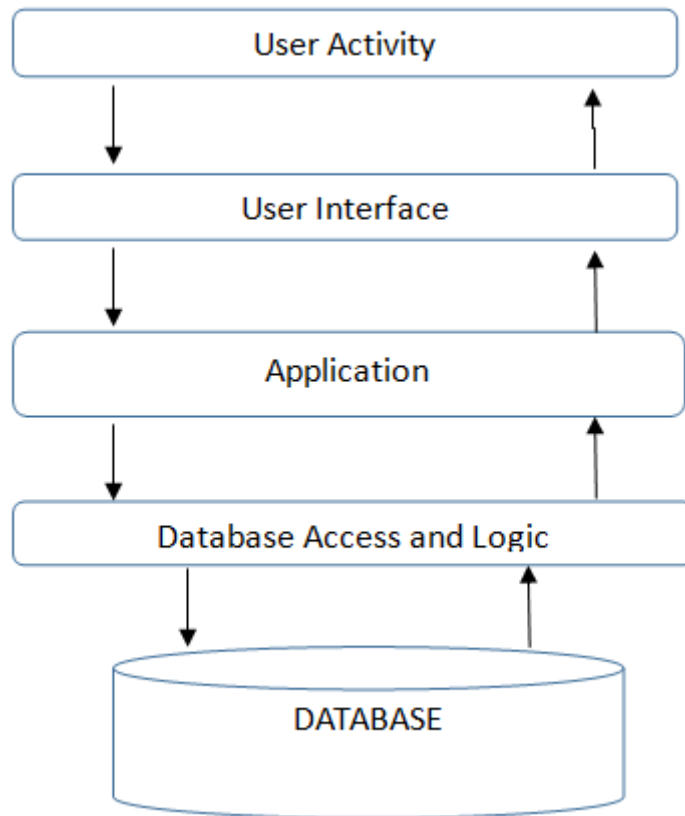 User Activity
User Interface
Application
Database Access and Logic
DATABASE